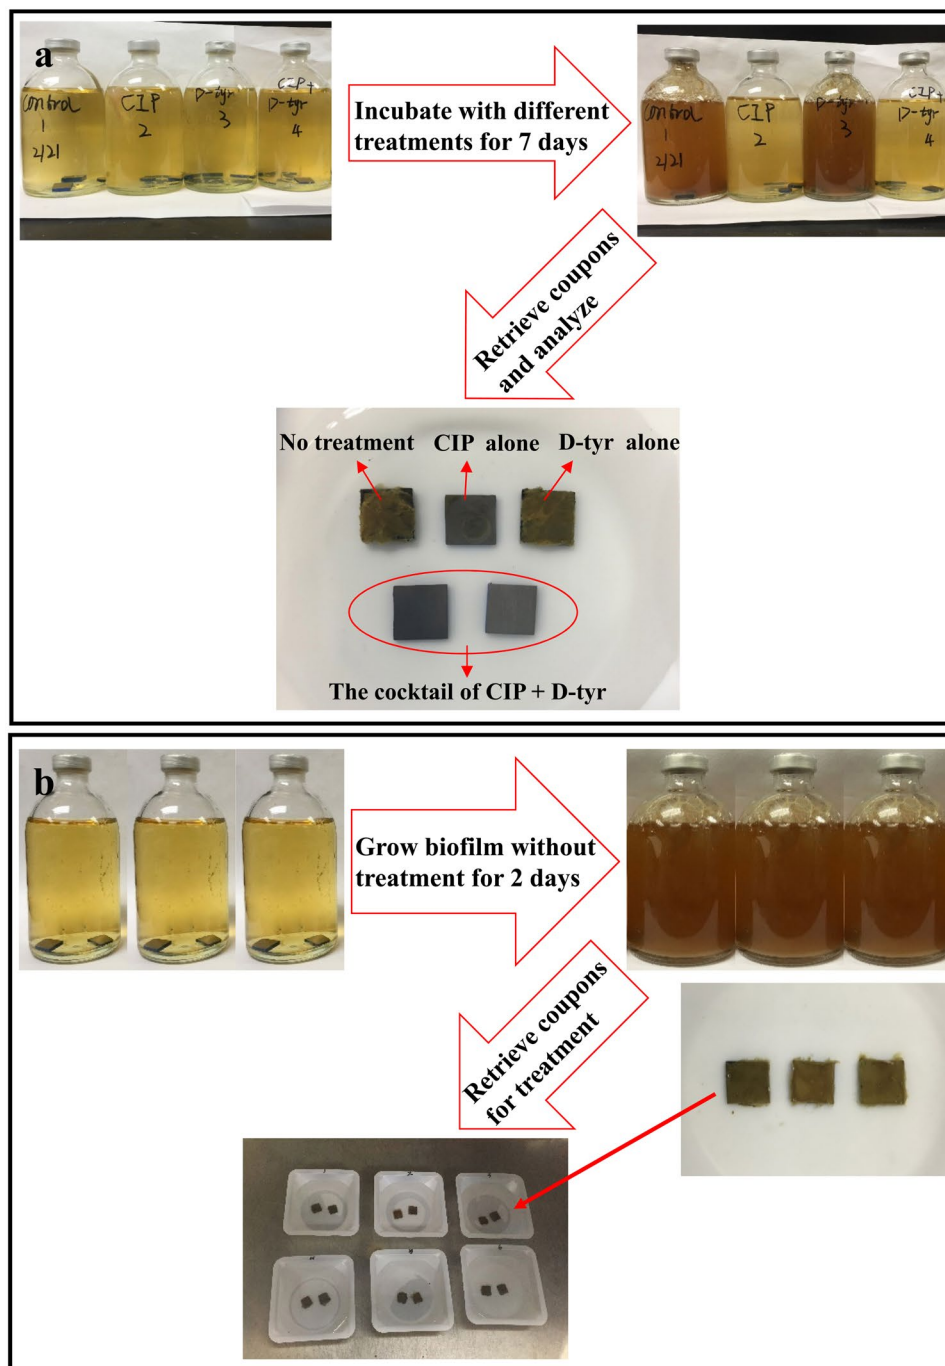 a
Control
1
2/21
CIP
2
D-tyr
3
CIP +
D-tyr
4
Incubate with different
treatments for 7 days
Control
1
2/21
CIP
2
D-tyr
3
CIP +
D-tyr
4
Retrieve coupons
and analyze
No treatment CIP alone D-tyr alone
The cocktail of CIP + D-tyr
b
Grow biofilm without
treatment for 2 days
Retrieve coupons
for treatment